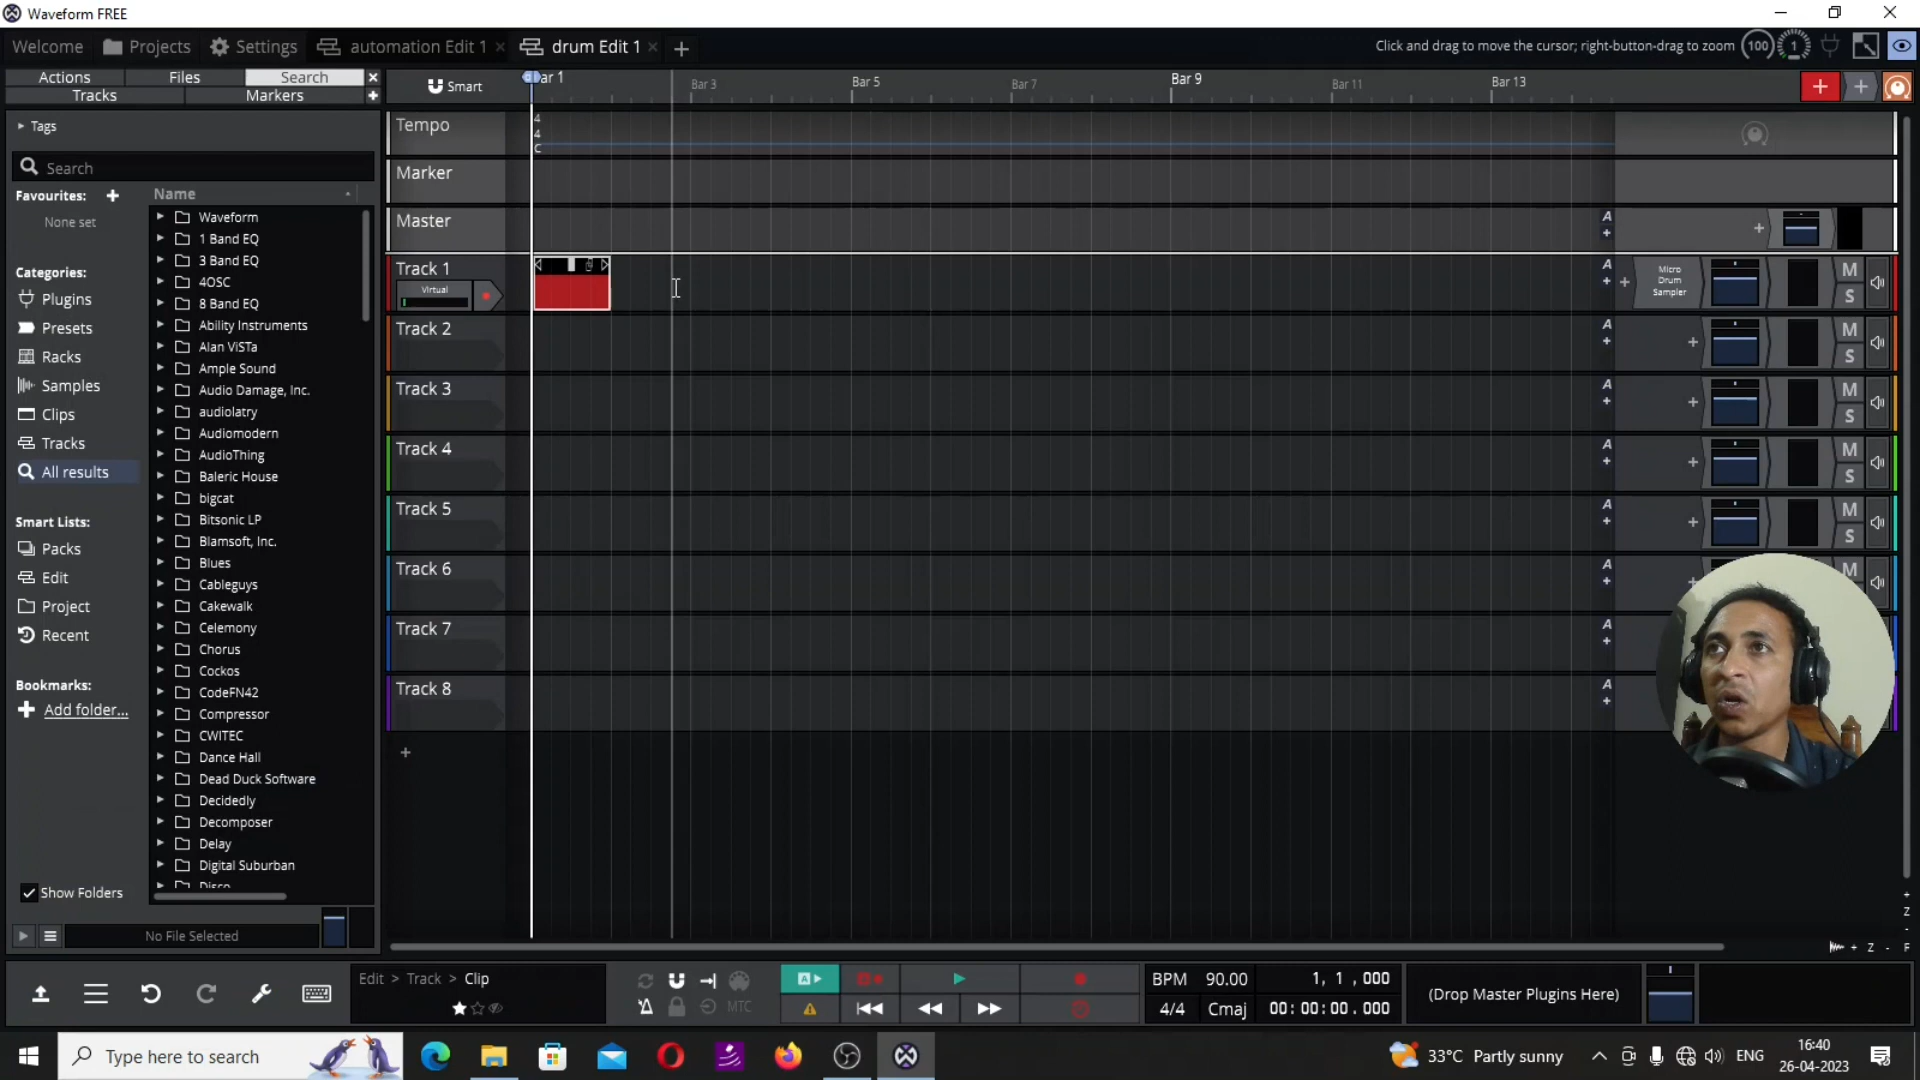 Waveform FREE
Welcome Projects Settings automation Edit 1 × drum Edit 1 × +
Click and drag to move the cursor; right-button-drag to zoom 100 1
Actions Files Search ×
Tracks Markers +
Smart
Bar 1 Bar 3 Bar 5 Bar 7 Bar 9 Bar 11 Bar 13
Tags
Search
Favourites: +
None set
Categories:
Plugins
Presets
Racks
Samples
Clips
Tracks
All results
Smart Lists:
Packs
Edit
Project
Recent
Bookmarks:
+ Add folder...
Show Folders
Name
Waveform
1 Band EQ
3 Band EQ
4OSC
8 Band EQ
Ability Instruments
Alan ViSTa
Ample Sound
Audio Damage, Inc.
audiolatry
Audiomodern
AudioThing
Baleric House
bigcat
Bitsonic LP
Blamsoft, Inc.
Blues
Cableguys
Cakewalk
Celemony
Chorus
Cockos
CodeFN42
Compressor
CWITEC
Dance Hall
Dead Duck Software
Decidedly
Decomposer
Delay
Digital Suburban
Disco
No File Selected
Tempo
4
4
C
Marker
Master
A
+
Track 1
Virtual
A
+
Micro
Drum
Sampler
M
S
Track 2
A
+
M
S
Track 3
A
+
M
S
Track 4
A
+
M
S
Track 5
A
+
M
S
Track 6
A
+
M
Track 7
A
+
Track 8
A
+
+
+ Z - F
Edit > Track > Clip
MTC
A
BPM 90.00 1, 1 ,000
4/4 Cmaj 00:00:00.000
(Drop Master Plugins Here)
Type here to search
33°C Partly sunny
ENG
16:40
26-04-2023